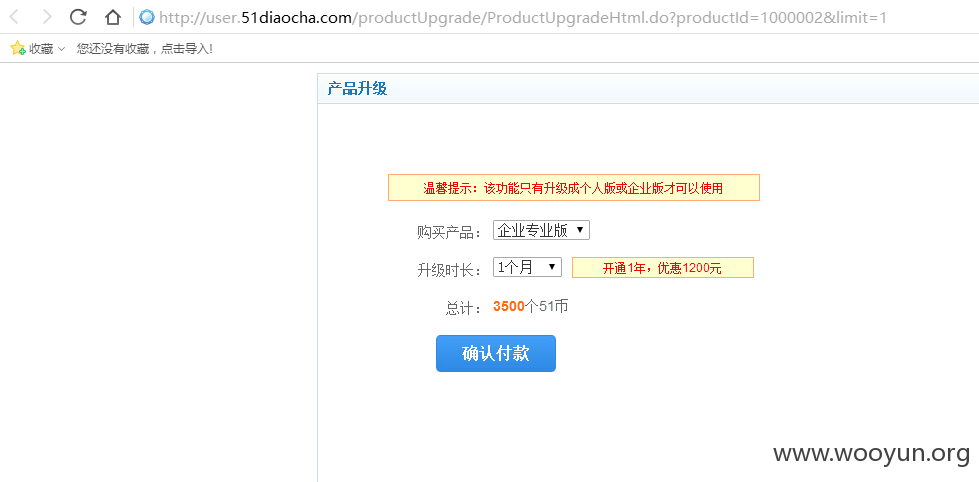 http://user.51diaocha.com/productUpgrade/ProductUpgradeHtml.do?productId=1000002&limit=1
收藏 您还没有收藏，点击导入!
产品升级
温馨提示：该功能只有升级成个人版或企业版才可以使用
购买产品： 企业专业版
升级时长： 1个月 开通1年，优惠1200元
总计： 3500个51币
确认付款
www.wooyun.org